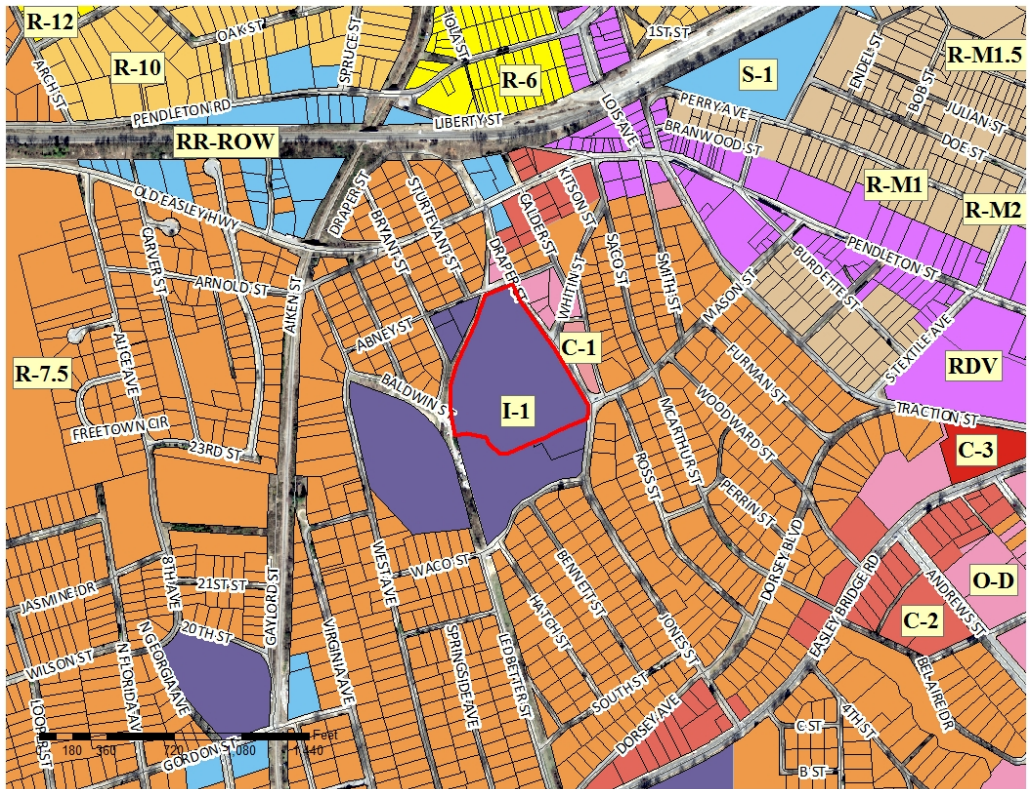 R-12
OAK ST
SPRUCE ST
IOLA ST
1ST ST
R-10
ARCH ST
R-6
S-1
ENDEL ST
BOB ST
R-M1.5
PENDLETON RD
LIBERTY ST
LOIS AVE
PERRY AVE
JULIAN ST
RR-ROW
BRANWOOD ST
DOE ST
OLD EASLEY HWY
DRAPER ST
STURTEVANT ST
KITSON ST
R-M1
R-M2
BRYANT ST
CALDER ST
CARVER ST
DRAPER ST
SACO ST
SMITH ST
PENDLETON ST
ARNOLD ST
AIKEN ST
WHITIN ST
MASON ST
BURDETTE ST
ABNEY ST
ALICE AVE
C-1
S TEXTILE AVE
R-7.5
BALDWIN ST
FURMAN ST
RDV
I-1
WOODWARD ST
TRACTION ST
FREETOWN CIR
MCARTHUR ST
23RD ST
C-3
ROSS ST
PERRIN ST
DORSEY BLVD
WEST AVE
WACO ST
8TH AVE
JASMINE DR
21ST ST
GAYLORD ST
BENNETT ST
O-D
HATCH ST
EASLEY BRIDGE RD
ANDREWS ST
C-2
20TH ST
VIRGINIA AVE
SPRINGSIDE AVE
LEDBETTER ST
JONES ST
WILSON ST
N FLORIDA AV
N GEORGIA AVE
BEL AIRE DR
SOUTH ST
LOOPER ST
DORSEY AVE
4TH ST
C ST
Feet
0 180 360 720 1,080 1,440
GORDON ST
B ST